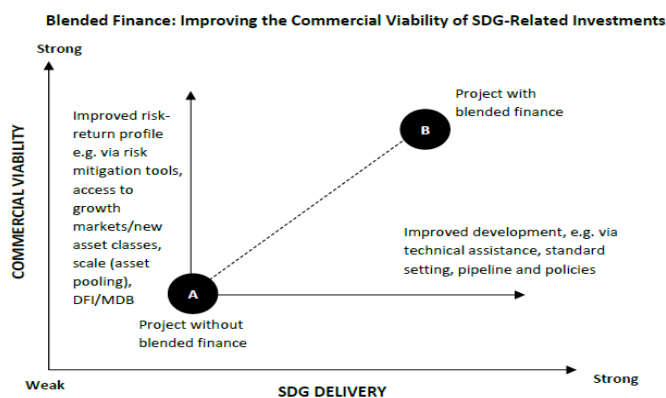 Blended Finance: Improving the Commercial Viability of SDG-Related Investments
Strong
COMMERCIAL VIABILITY
Improved risk-
return profile
e.g. via risk
mitigation tools,
access to
growth
markets/new
asset classes,
scale (asset
pooling),
DFI/MDB
Project with
blended finance
B
Improved development, e.g. via
technical assistance, standard
setting, pipeline and policies
A
Project without
blended finance
Weak
SDG DELIVERY
Strong